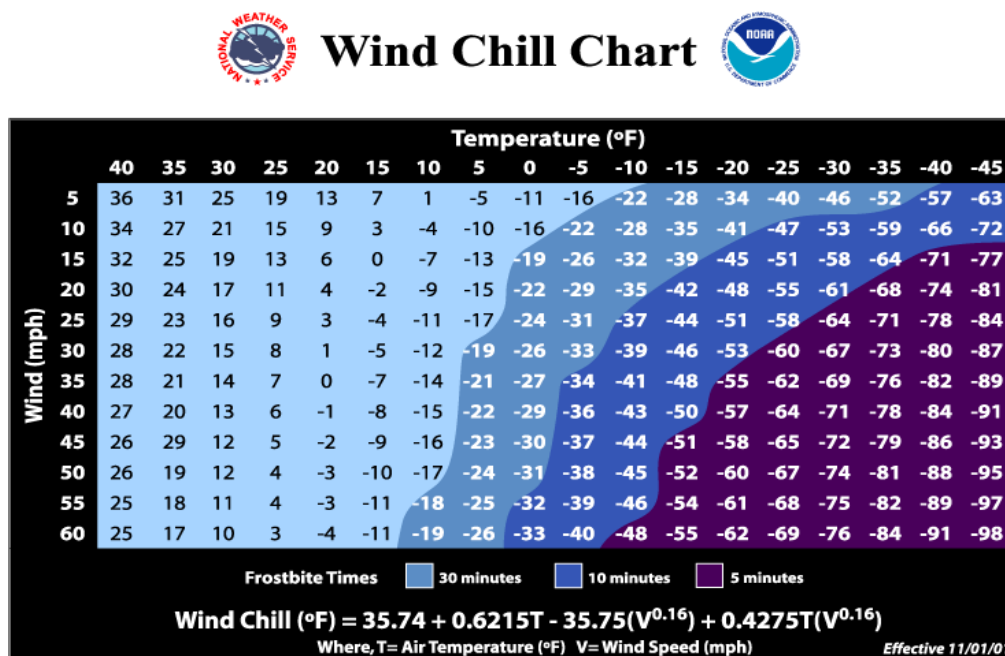 NATIONAL WEATHER SERVICE
Wind Chill Chart
NOAA
Temperature (ºF)
40 35 30 25 20 15 10 5 0 -5 -10 -15 -20 -25 -30 -35 -40 -45
Wind (mph)
5 36 31 25 19 13 7 1 -5 -11 -16 -22 -28 -34 -40 -46 -52 -57 -63
10 34 27 21 15 9 3 -4 -10 -16 -22 -28 -35 -41 -47 -53 -59 -66 -72
15 32 25 19 13 6 0 -7 -13 -19 -26 -32 -39 -45 -51 -58 -64 -71 -77
20 30 24 17 11 4 -2 -9 -15 -22 -29 -35 -42 -48 -55 -61 -68 -74 -81
25 29 23 16 9 3 -4 -11 -17 -24 -31 -37 -44 -51 -58 -64 -71 -78 -84
30 28 22 15 8 1 -5 -12 -19 -26 -33 -39 -46 -53 -60 -67 -73 -80 -87
35 28 21 14 7 0 -7 -14 -21 -27 -34 -41 -48 -55 -62 -69 -76 -82 -89
40 27 20 13 6 -1 -8 -15 -22 -29 -36 -43 -50 -57 -64 -71 -78 -84 -91
45 26 29 12 5 -2 -9 -16 -23 -30 -37 -44 -51 -58 -65 -72 -79 -86 -93
50 26 19 12 4 -3 -10 -17 -24 -31 -38 -45 -52 -60 -67 -74 -81 -88 -95
55 25 18 11 4 -3 -11 -18 -25 -32 -39 -46 -54 -61 -68 -75 -82 -89 -97
60 25 17 10 3 -4 -11 -19 -26 -33 -40 -48 -55 -62 -69 -76 -84 -91 -98
Frostbite Times 30 minutes 10 minutes 5 minutes
Wind Chill (ºF) = 35.74 + 0.6215T - 35.75(V^0.16) + 0.4275T(V^0.16)
Where, T= Air Temperature (ºF) V= Wind Speed (mph)
Effective 11/01/0